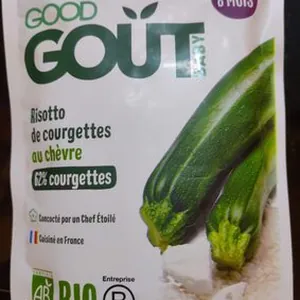 6 MOIS
GOOD
GOÛT
BABY
Risotto
de courgettes
au chèvre
62% courgettes
Concocté par un Chef Étoilé
Cuisiné en France
Entreprise
AB BIO B